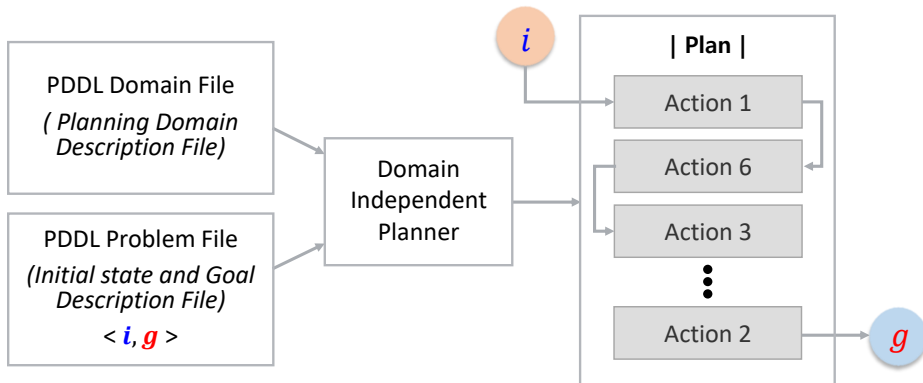 PDDL Domain File
( Planning Domain
Description File)
PDDL Problem File
(Initial state and Goal
Description File)
< i, g >
Domain
Independent
Planner
i
| Plan |
Action 1
Action 6
Action 3
Action 2
g